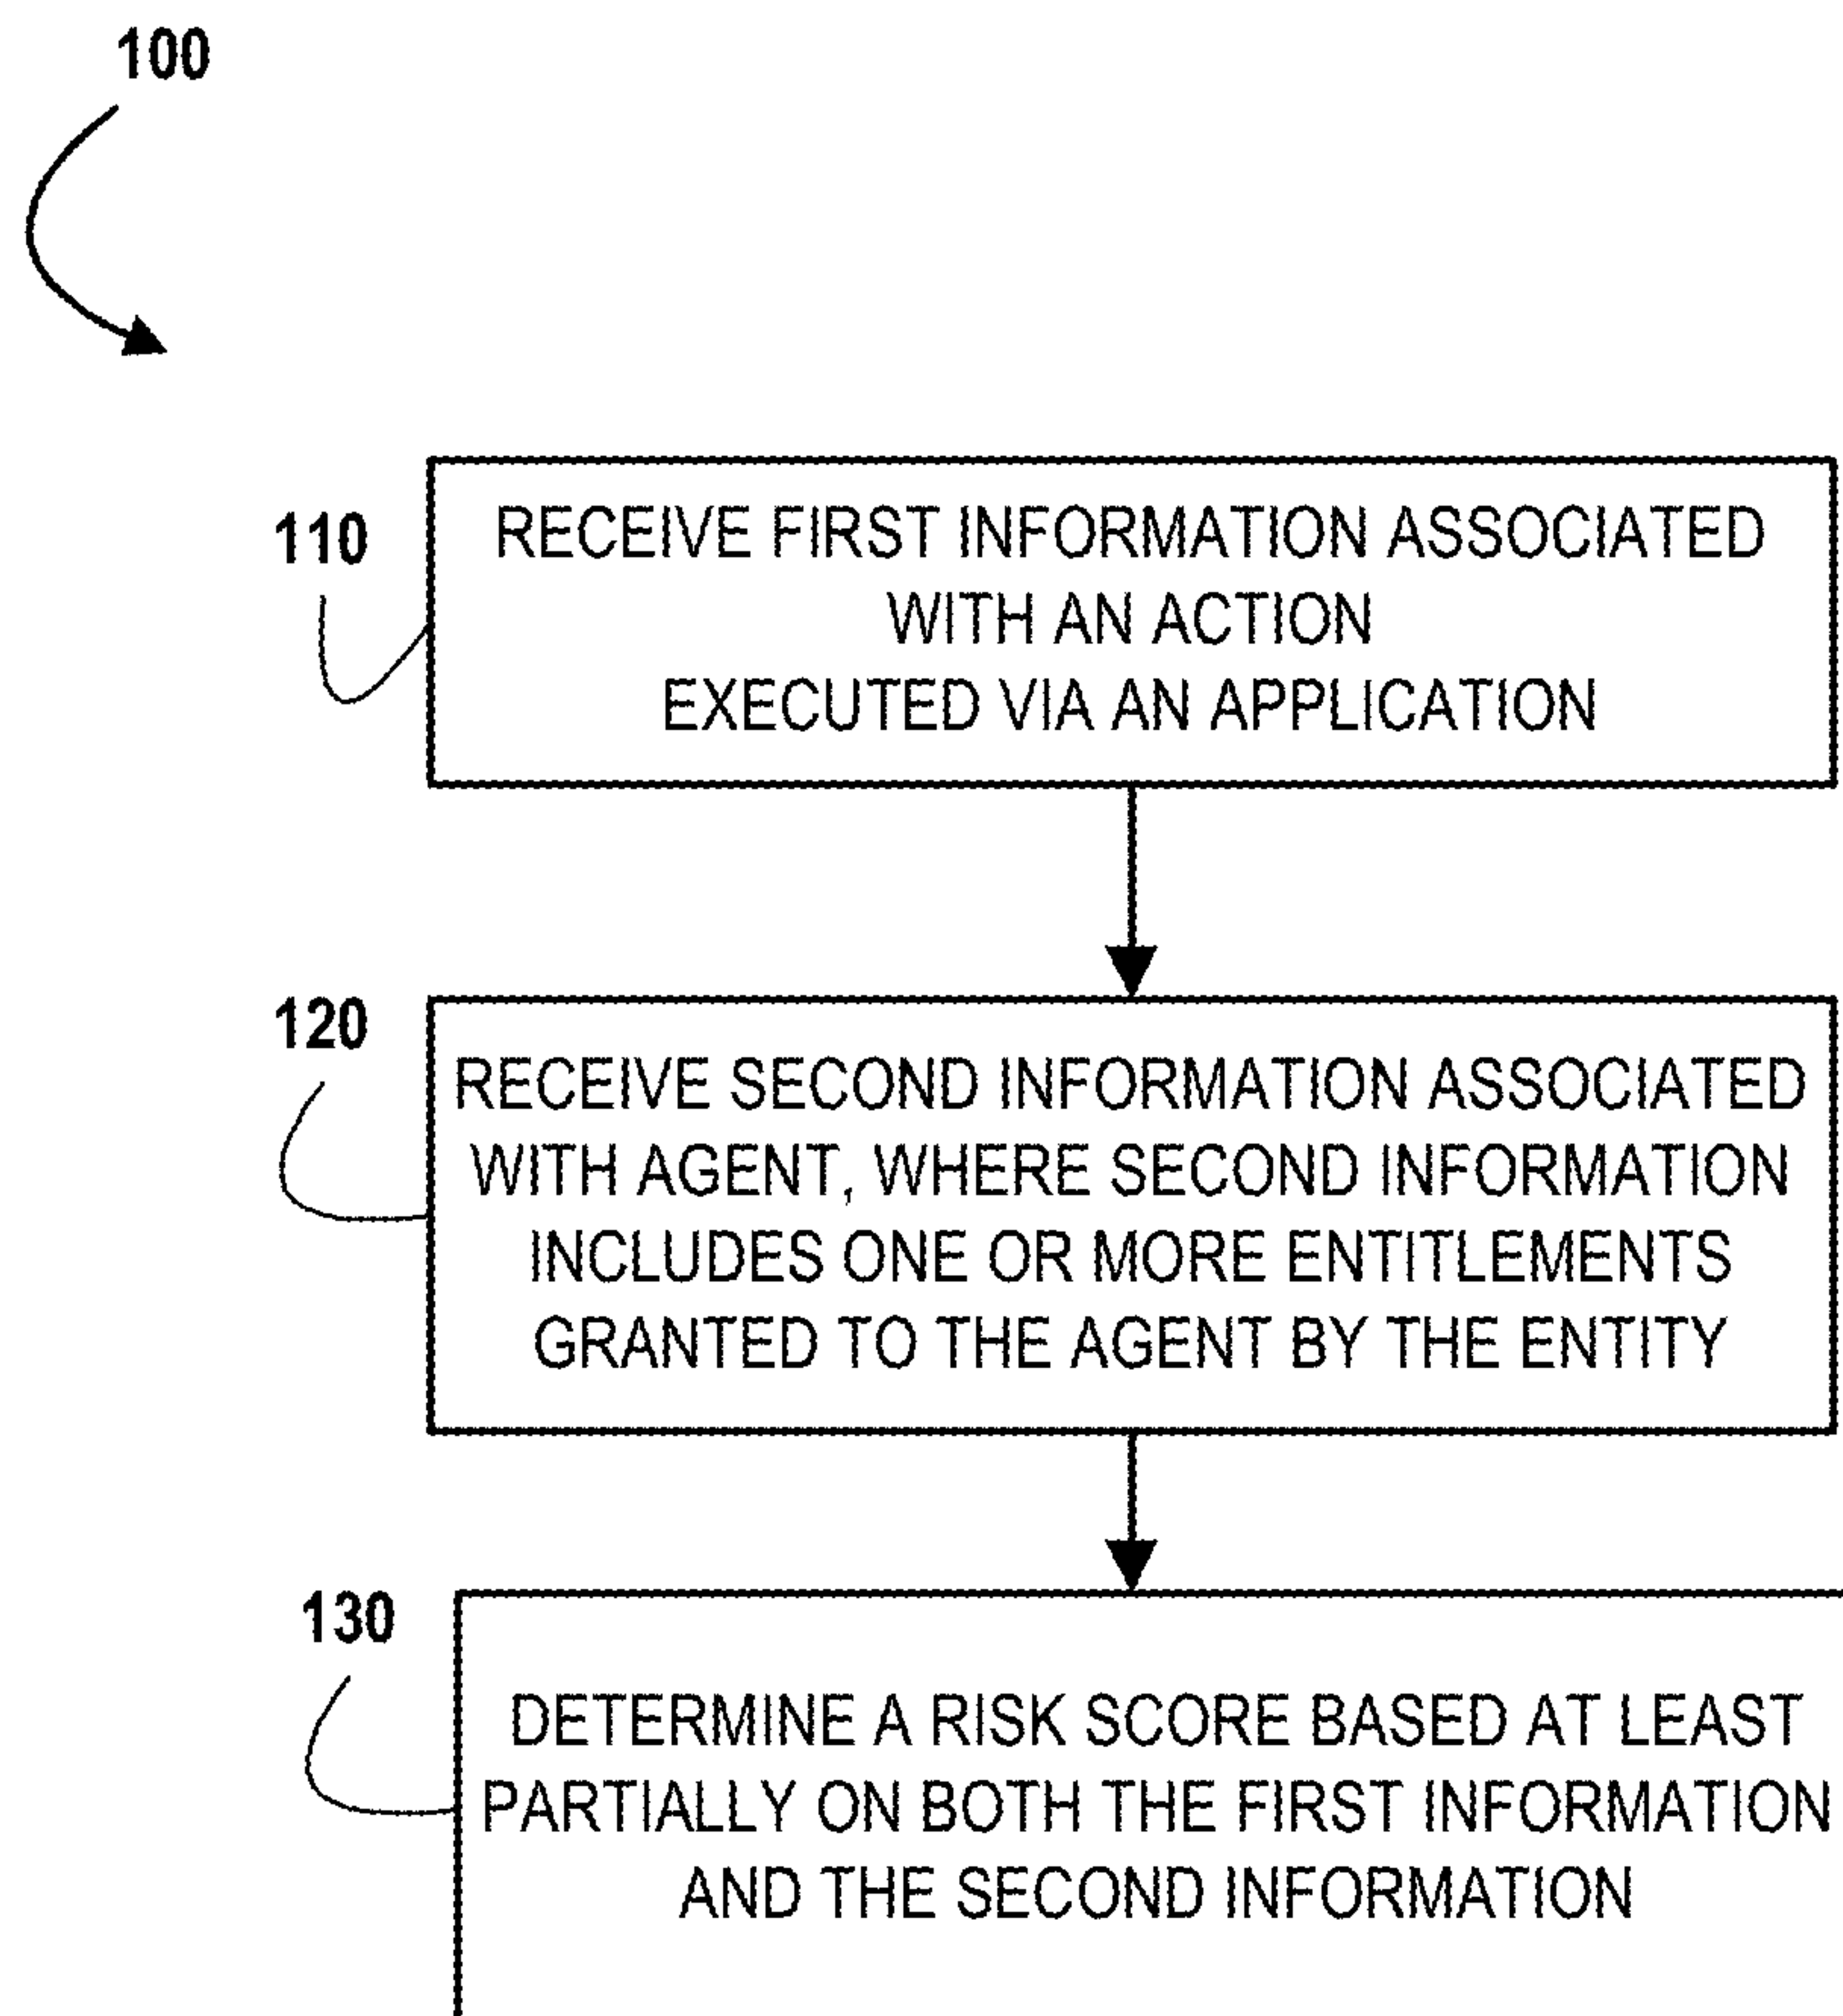 100
110
RECEIVE FIRST INFORMATION ASSOCIATED
WITH AN ACTION
EXECUTED VIA AN APPLICATION
120
RECEIVE SECOND INFORMATION ASSOCIATED
WITH AGENT, WHERE SECOND INFORMATION
INCLUDES ONE OR MORE ENTITLEMENTS
GRANTED TO THE AGENT BY THE ENTITY
130
DETERMINE A RISK SCORE BASED AT LEAST
PARTIALLY ON BOTH THE FIRST INFORMATION
AND THE SECOND INFORMATION